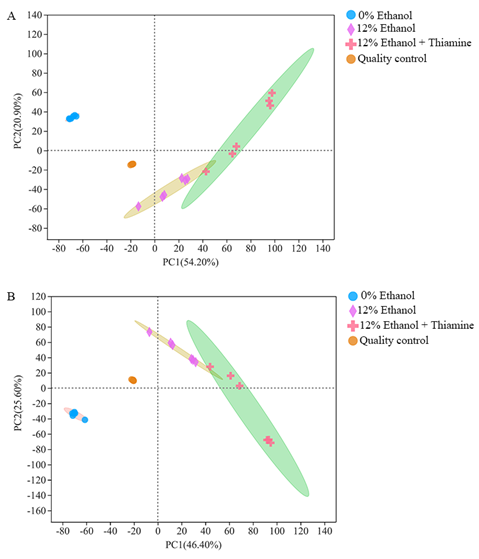 A
0% Ethanol
12% Ethanol
12% Ethanol + Thiamine
Quality control
PC2(20.90%)
140
120
100
80
60
40
20
0
-20
-40
-60
-80
-80 -60 -40 -20 0 20 40 60 80 100 120 140
PC1(54.20%)
B
0% Ethanol
12% Ethanol
12% Ethanol + Thiamine
Quality control
PC2(25.60%)
120
100
80
60
40
20
0
-20
-40
-60
-80
-100
-120
-140
-160
-80 -60 -40 -20 0 20 40 60 80 100 120 140
PC1(46.40%)